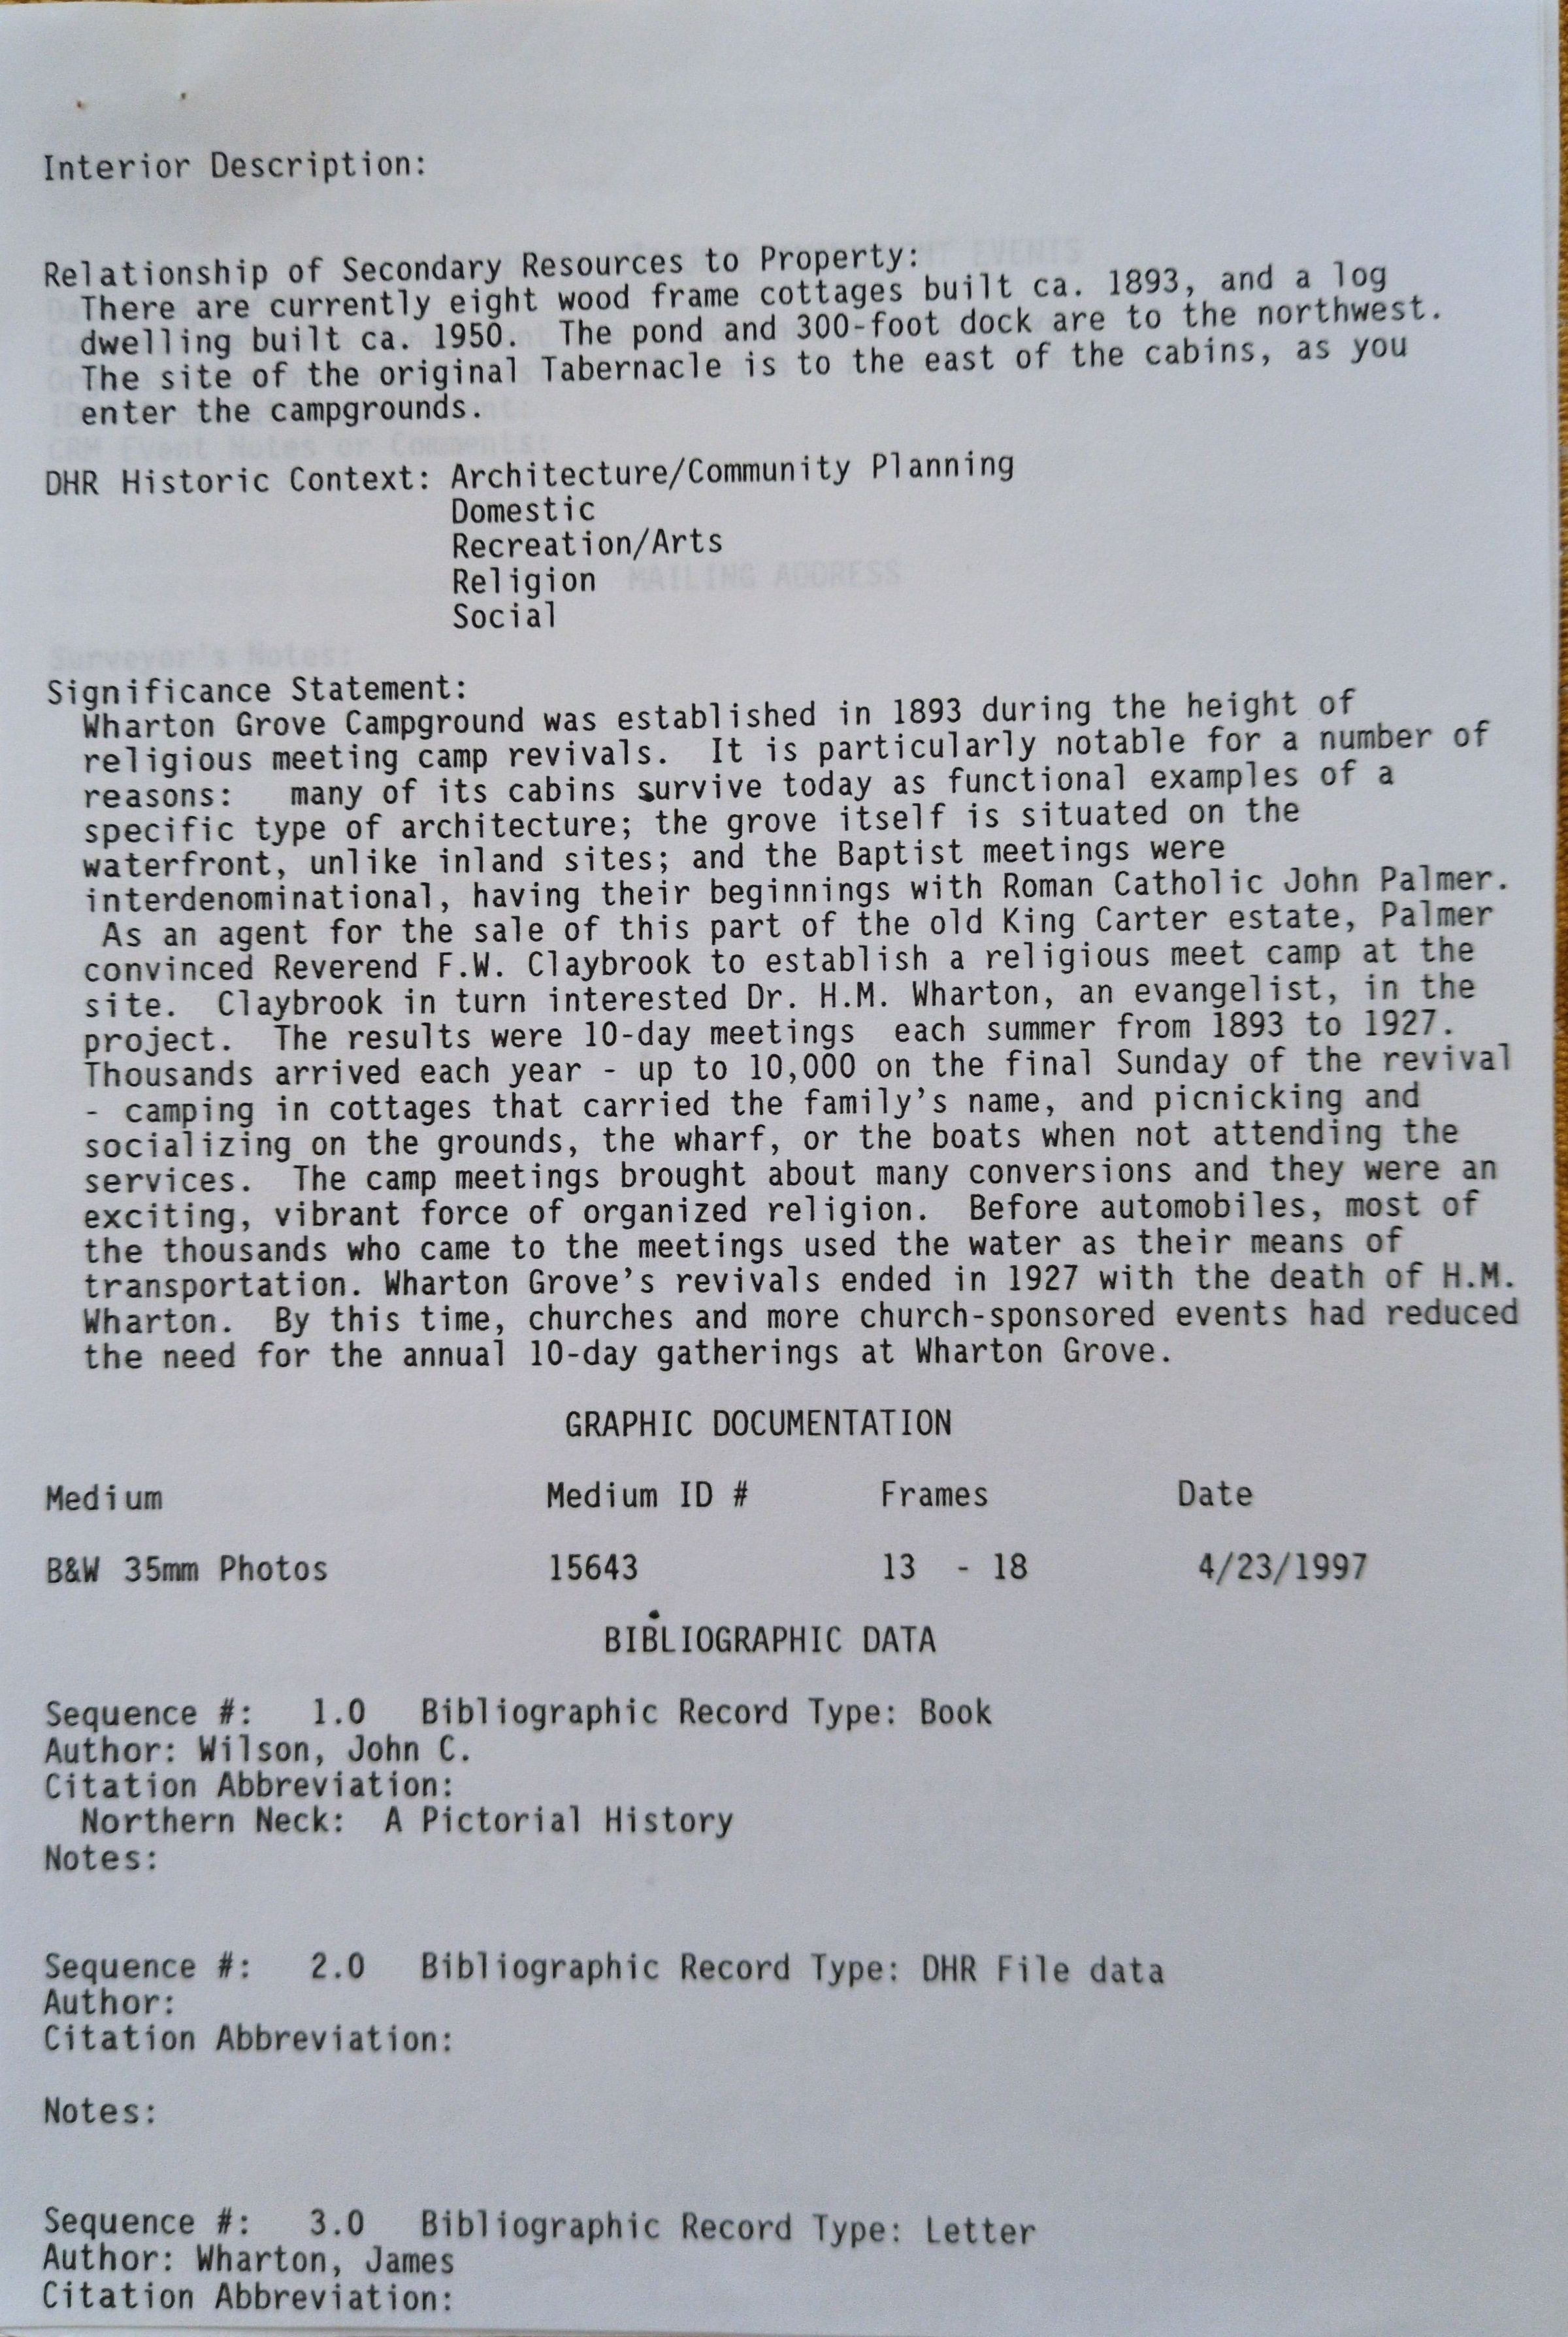 Interior Description:
Relationship of Secondary Resources to Property:
There are currently eight wood frame cottages built ca. 1893, and a log
dwelling built ca. 1950. The pond and 300-foot dock are to the northwest.
The site of the original Tabernacle is to the east of the cabins, as you
enter the campgrounds.
DHR Historic Context: Architecture/Community Planning
Domestic
Recreation/Arts
Religion
Social
Significance Statement:
Wharton Grove Campground was established in 1893 during the height of
religious meeting camp revivals. It is particularly notable for a number of
reasons: many of its cabins survive today as functional examples of a
specific type of architecture; the grove itself is situated on the
waterfront, unlike inland sites; and the Baptist meetings were
interdenominational, having their beginnings with Roman Catholic John Palmer.
As an agent for the sale of this part of the old King Carter estate, Palmer
convinced Reverend F.W. Claybrook to establish a religious meet camp at the
site. Claybrook in turn interested Dr. H.M. Wharton, an evangelist, in the
project. The results were 10-day meetings each summer from 1893 to 1927.
Thousands arrived each year - up to 10,000 on the final Sunday of the revival
- camping in cottages that carried the family's name, and picnicking and
socializing on the grounds, the wharf, or the boats when not attending the
services. The camp meetings brought about many conversions and they were an
exciting, vibrant force of organized religion. Before automobiles, most of
the thousands who came to the meetings used the water as their means of
transportation. Wharton Grove's revivals ended in 1927 with the death of H.M.
Wharton. By this time, churches and more church-sponsored events had reduced
the need for the annual 10-day gatherings at Wharton Grove.
GRAPHIC DOCUMENTATION
Medium Medium ID # Frames Date
B&W 35mm Photos 15643 13 - 18 4/23/1997
BIBLIOGRAPHIC DATA
Sequence #: 1.0 Bibliographic Record Type: Book
Author: Wilson, John C.
Citation Abbreviation:
Northern Neck: A Pictorial History
Notes:
Sequence #: 2.0 Bibliographic Record Type: DHR File data
Author:
Citation Abbreviation:
Notes:
Sequence #: 3.0 Bibliographic Record Type: Letter
Author: Wharton, James
Citation Abbreviation: